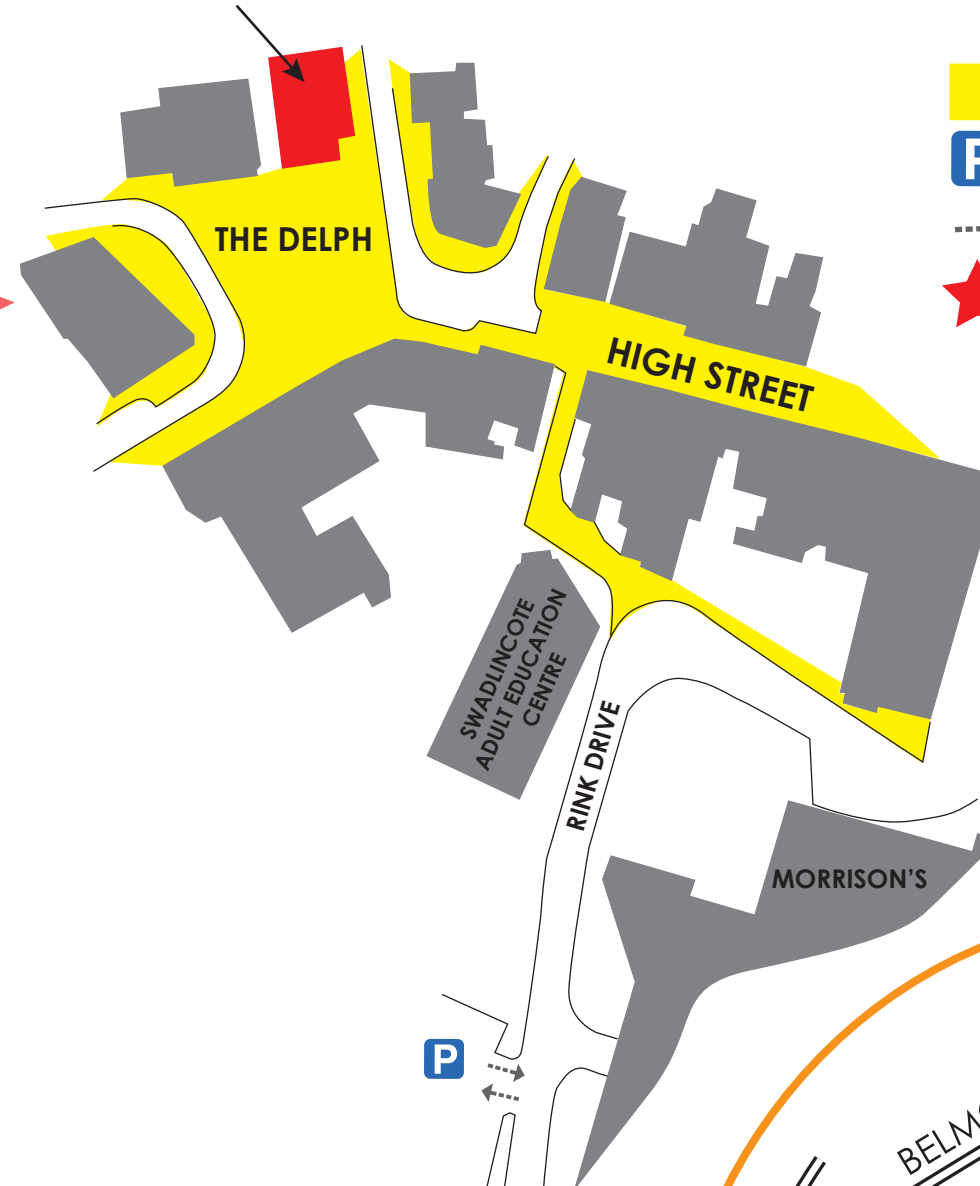 P
THE DELPH
HIGH STREET
SWADLINCOTE
ADULT EDUCATION
CENTRE
RINK DRIVE
MORRISON'S
P